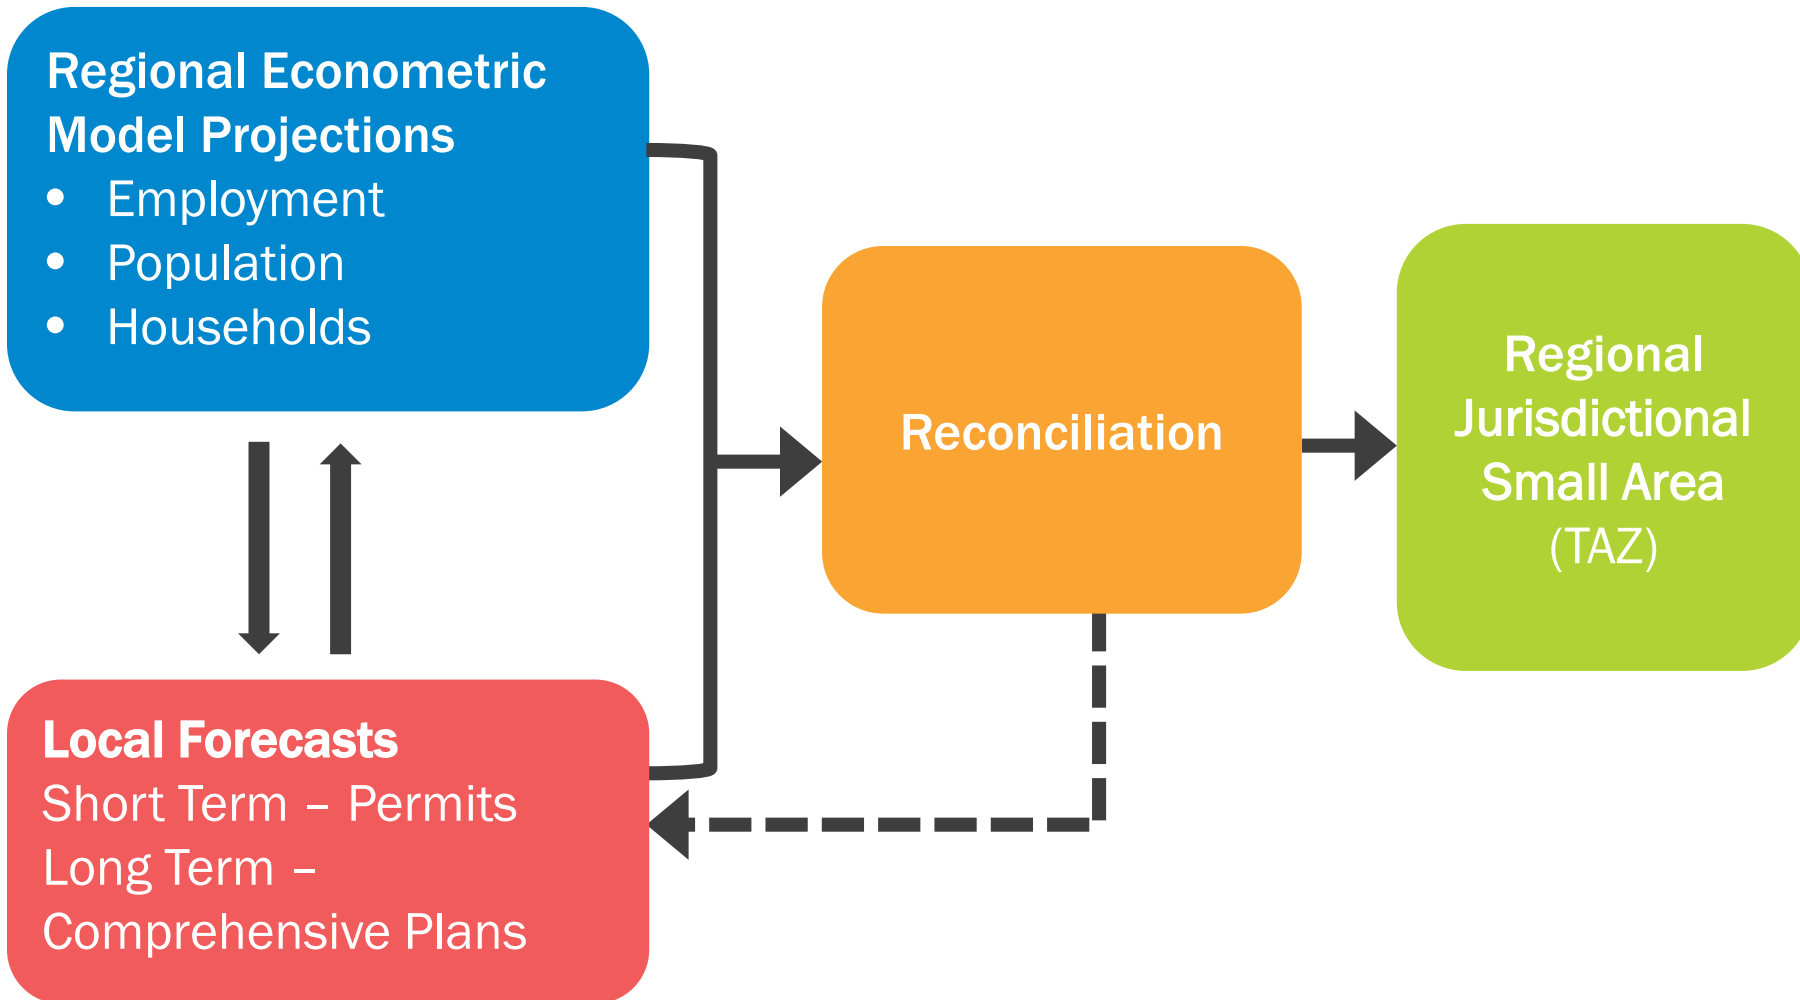 Regional Econometric
Model Projections
• Employment
• Population
• Households
Local Forecasts
Short Term – Permits
Long Term –
Comprehensive Plans
Reconciliation
Regional
Jurisdictional
Small Area
(TAZ)